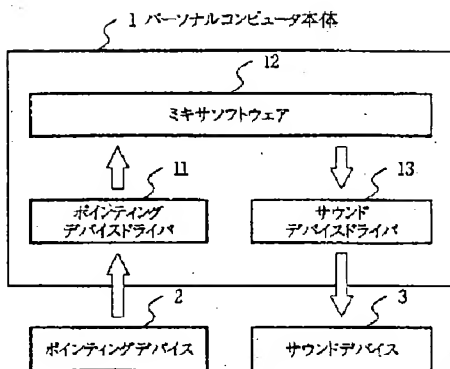 1 パーソナルコンピュータ本体
12
ミキサソフトウェア
11
13
ポインティング
デバイスドライバ
サウンド
デバイスドライバ
2
3
ポインティングデバイス
サウンドデバイス